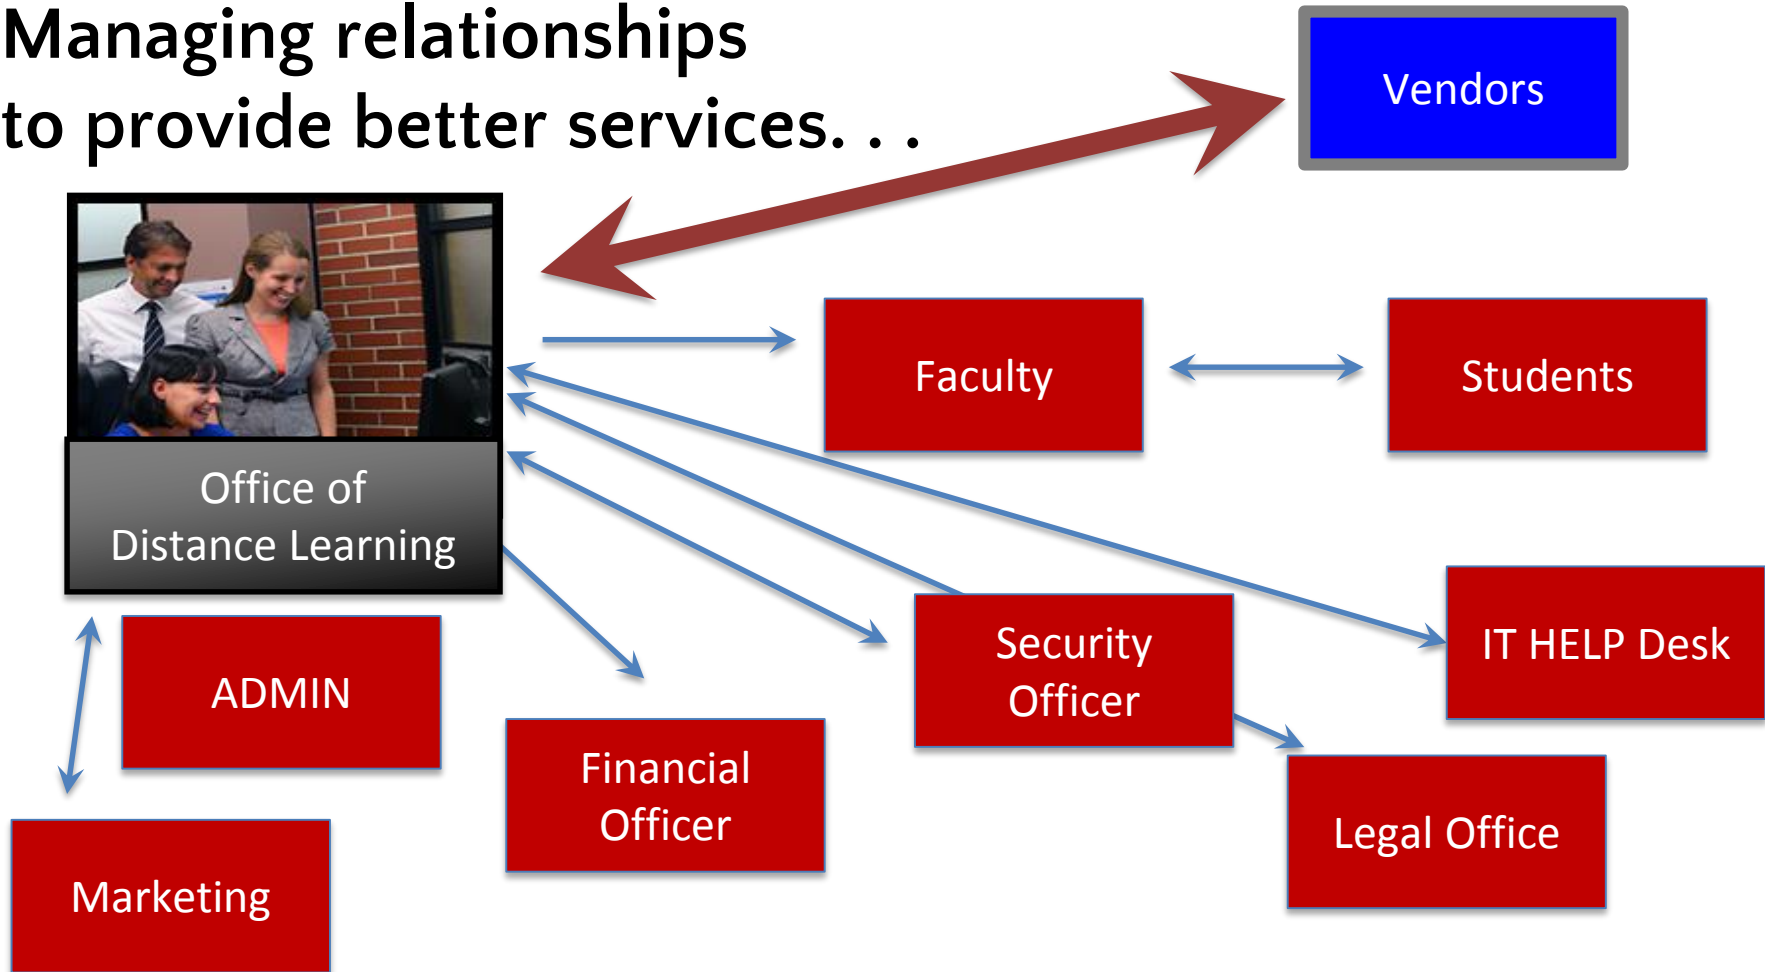 Managing relationships
to provide better services. . .
Vendors
Faculty
Students
Office of
Distance Learning
ADMIN
Security
Officer
IT HELP Desk
Financial
Officer
Legal Office
Marketing